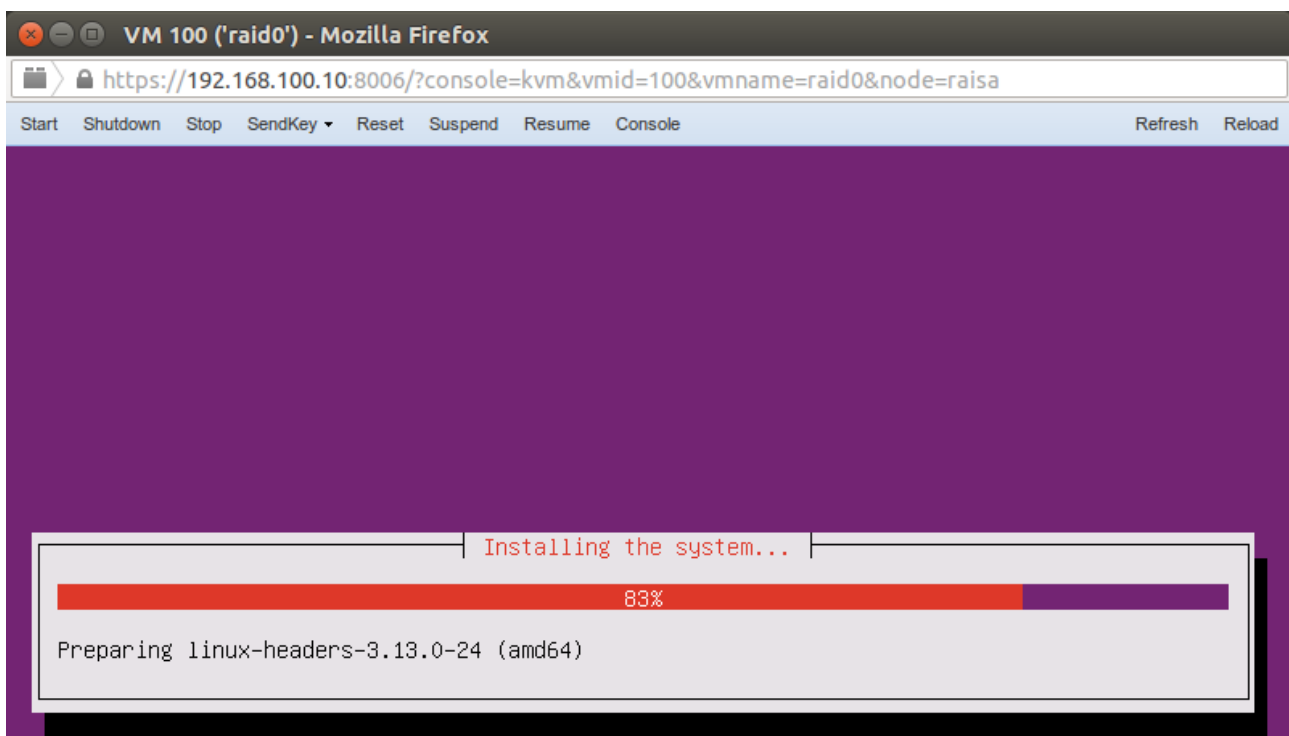 VM 100 ('raid0') - Mozilla Firefox
https://192.168.100.10:8006/?console=kvm&vmid=100&vmname=raid0&node=raisa
Start Shutdown Stop SendKey Reset Suspend Resume Console Refresh Reload
Installing the system...
83%
Preparing linux-headers-3.13.0-24 (amd64)